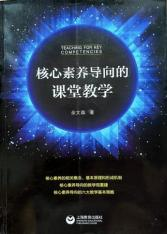 TEACHING FOR KEY
COMPETENCIES
核心素养导向的
课堂教学
余文森 著
核心素养的相关概念、基本原理和形成机制
核心素养导向的教学观重建
核心素养导向的六大教学基本策略
上海教育出版社